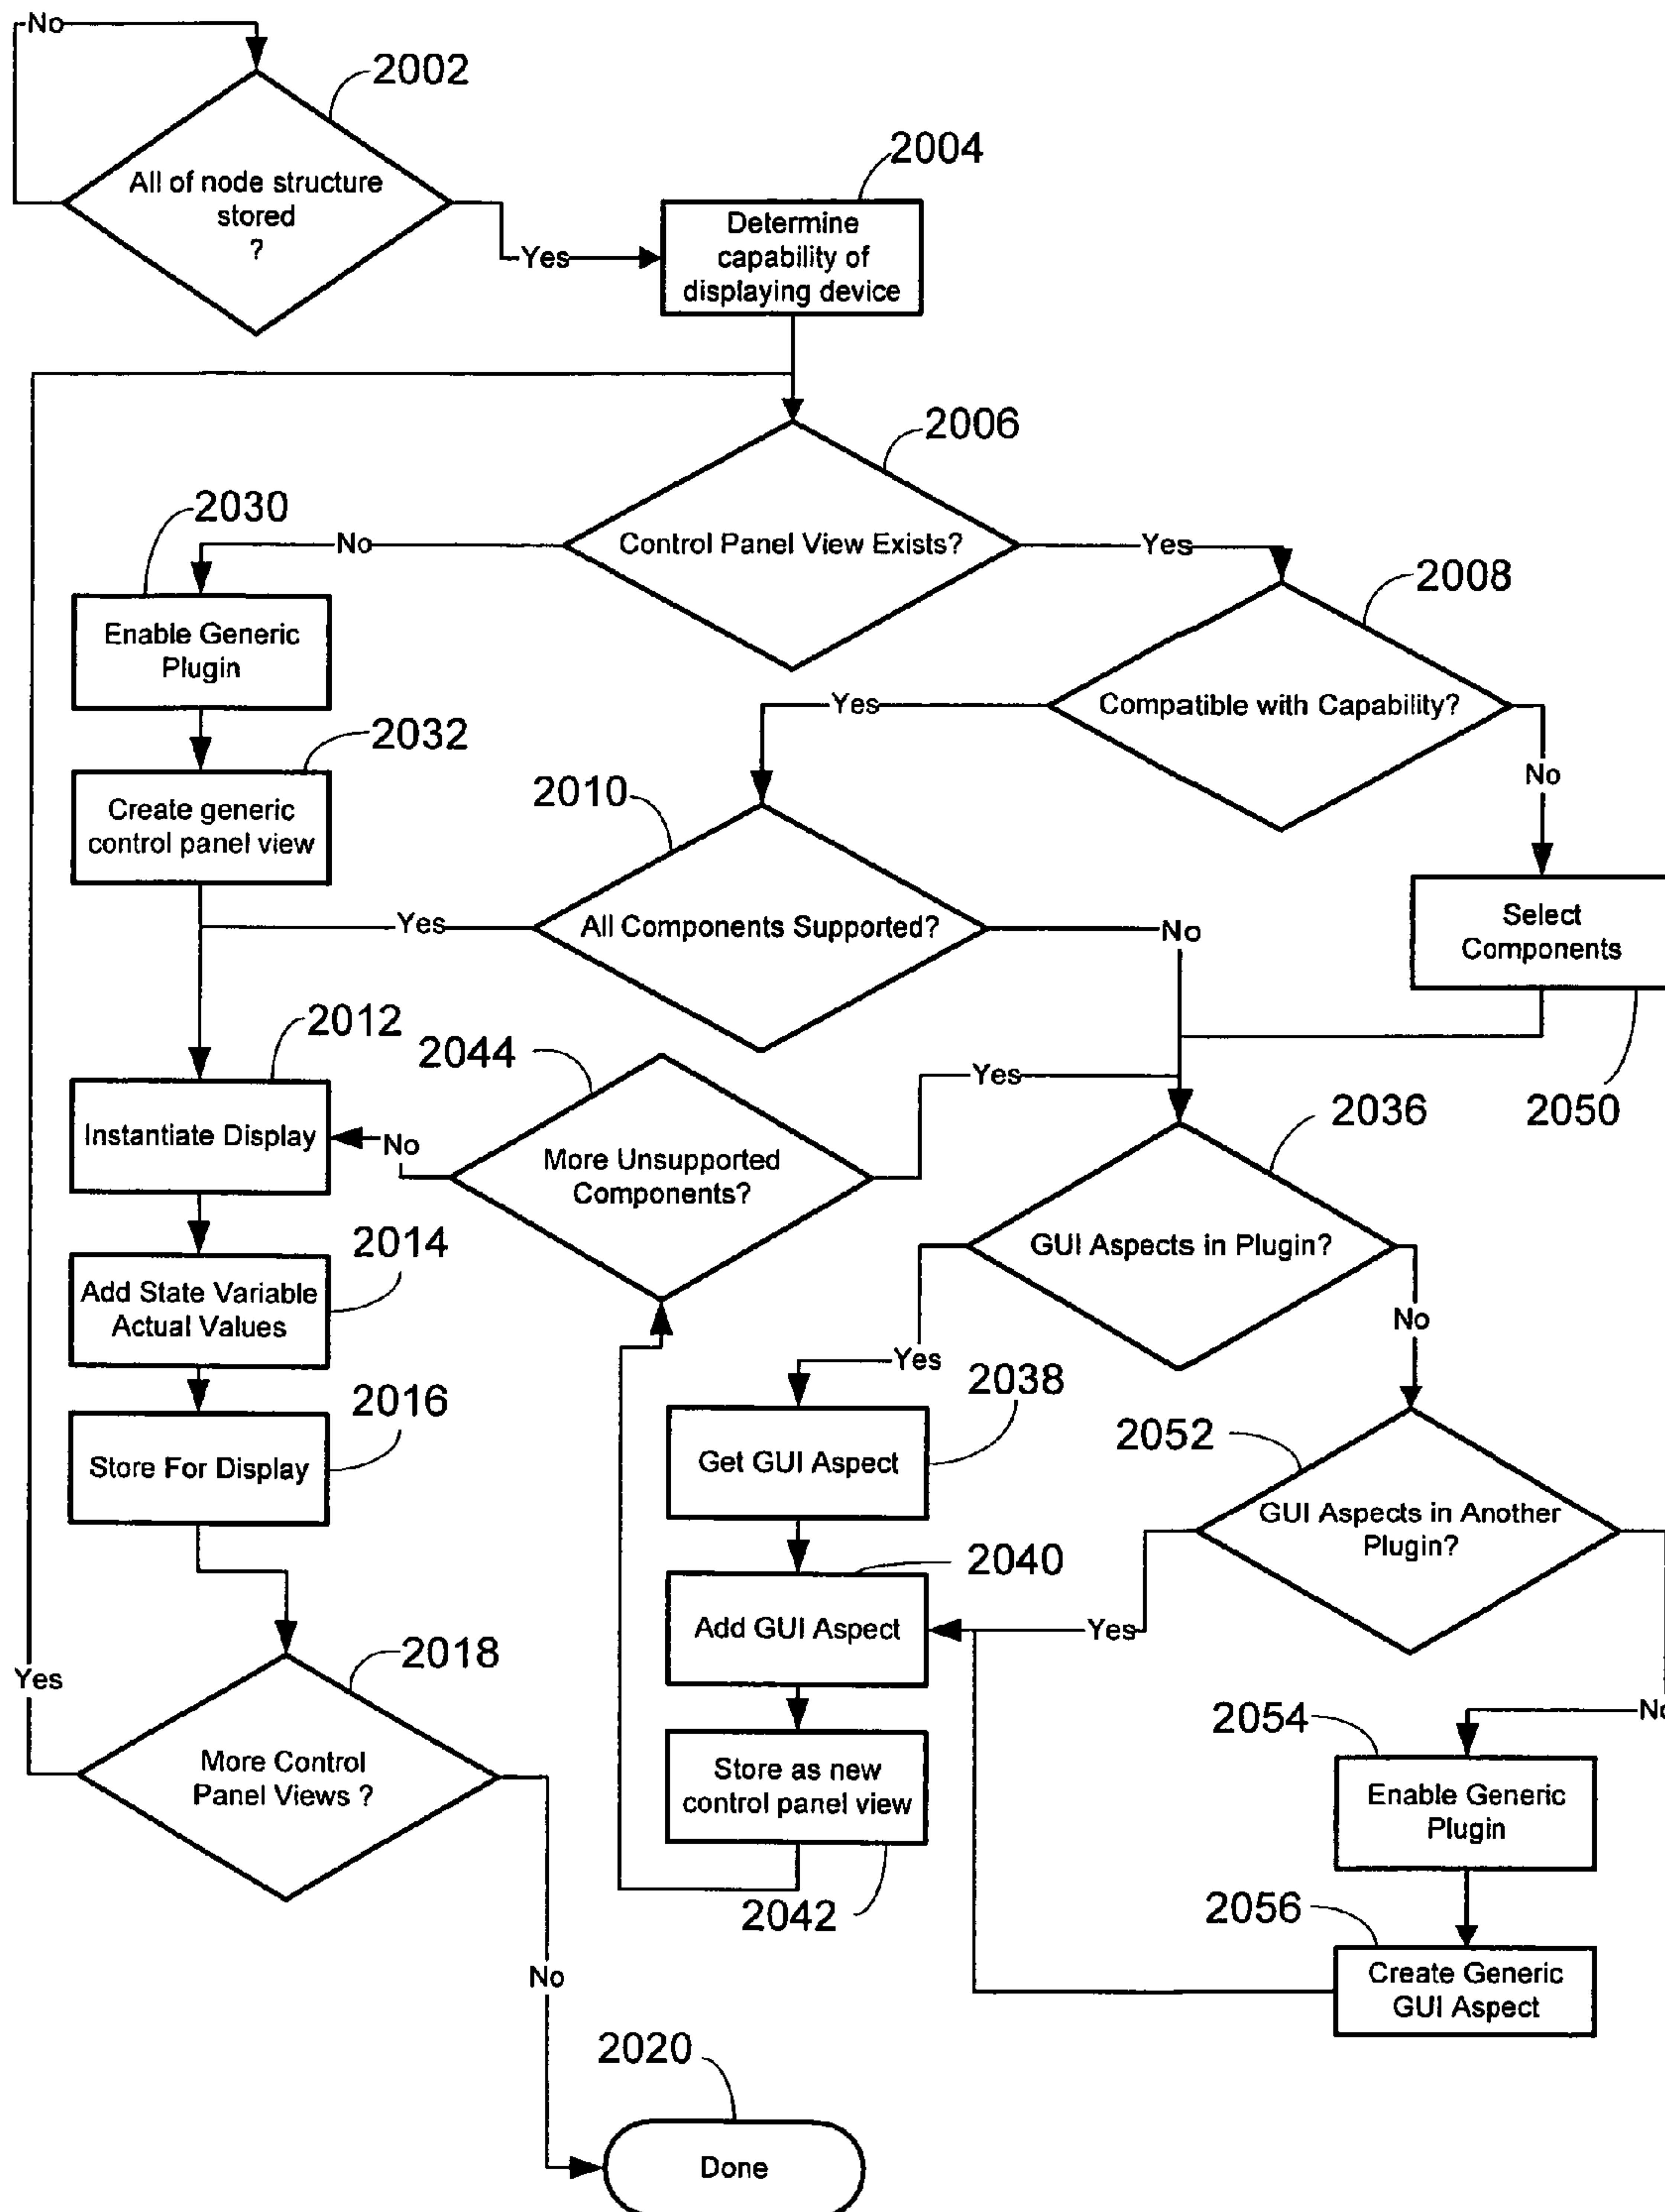 No
2002
All of node structure
stored
?
Yes
2004
Determine
capability of
displaying device
2006
Control Panel View Exists?
No
Yes
2030
Enable Generic
Plugin
2008
Compatible with Capability?
Yes
No
2032
Create generic
control panel view
2010
All Components Supported?
Yes
No
Select
Components
2050
2012
Instantiate Display
2044
More Unsupported
Components?
No
Yes
2036
GUI Aspects in Plugin?
Yes
No
2014
Add State Variable
Actual Values
2016
Store For Display
2038
Get GUI Aspect
2052
GUI Aspects in Another
Plugin?
Yes
No
2040
Add GUI Aspect
2018
More Control
Panel Views ?
Yes
No
Store as new
control panel view
2042
2054
Enable Generic
Plugin
2056
Create Generic
GUI Aspect
2020
Done